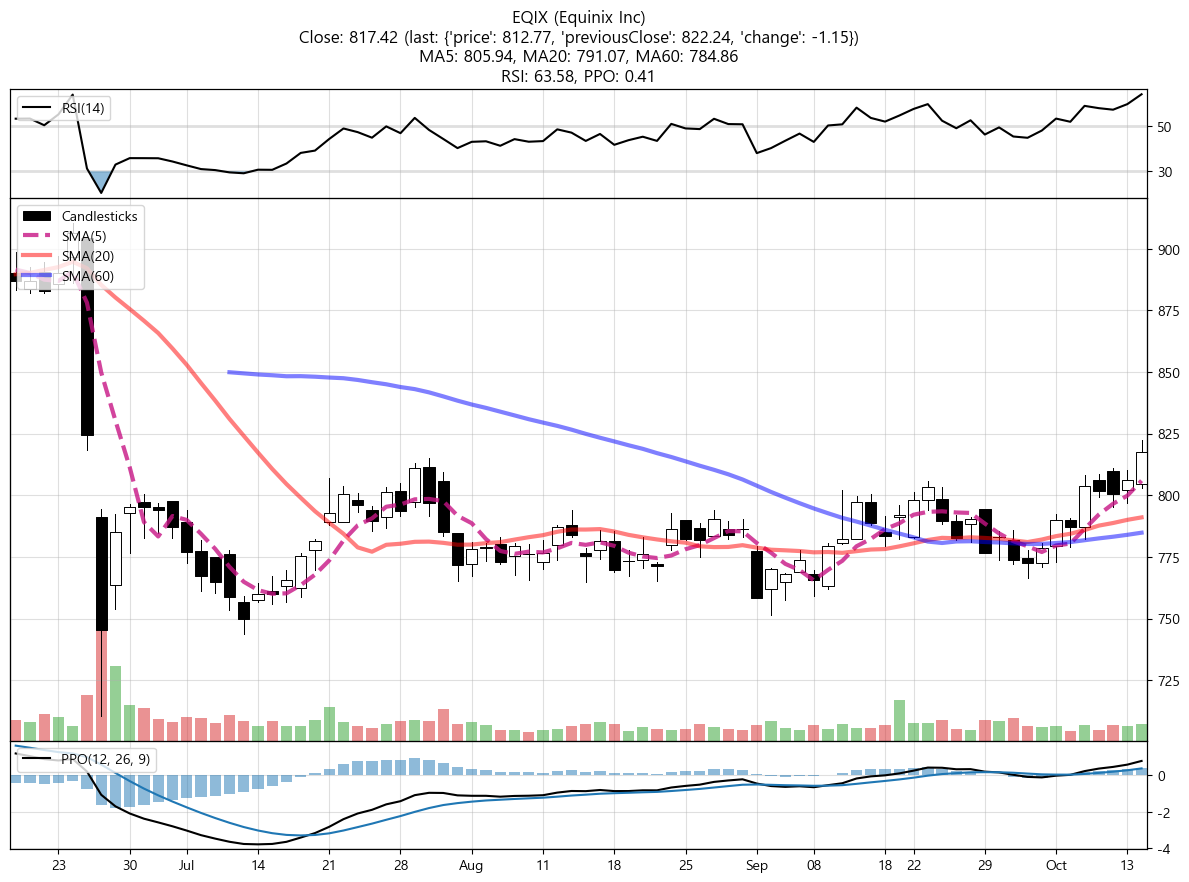 EQIX (Equinix Inc)
Close: 817.42 (last: {'price': 812.77, 'previousClose': 822.24, 'change': -1.15})
MA5: 805.94, MA20: 791.07, MA60: 784.86
RSI: 63.58, PPO: 0.41
RSI(14)
50
30
Candlesticks
SMA(5)
SMA(20)
SMA(60)
900
875
850
825
800
775
750
725
PPO(12, 26, 9)
0
-2
-4
23 30 Jul 14 21 28 Aug 11 18 25 Sep 08 18 22 29 Oct 13